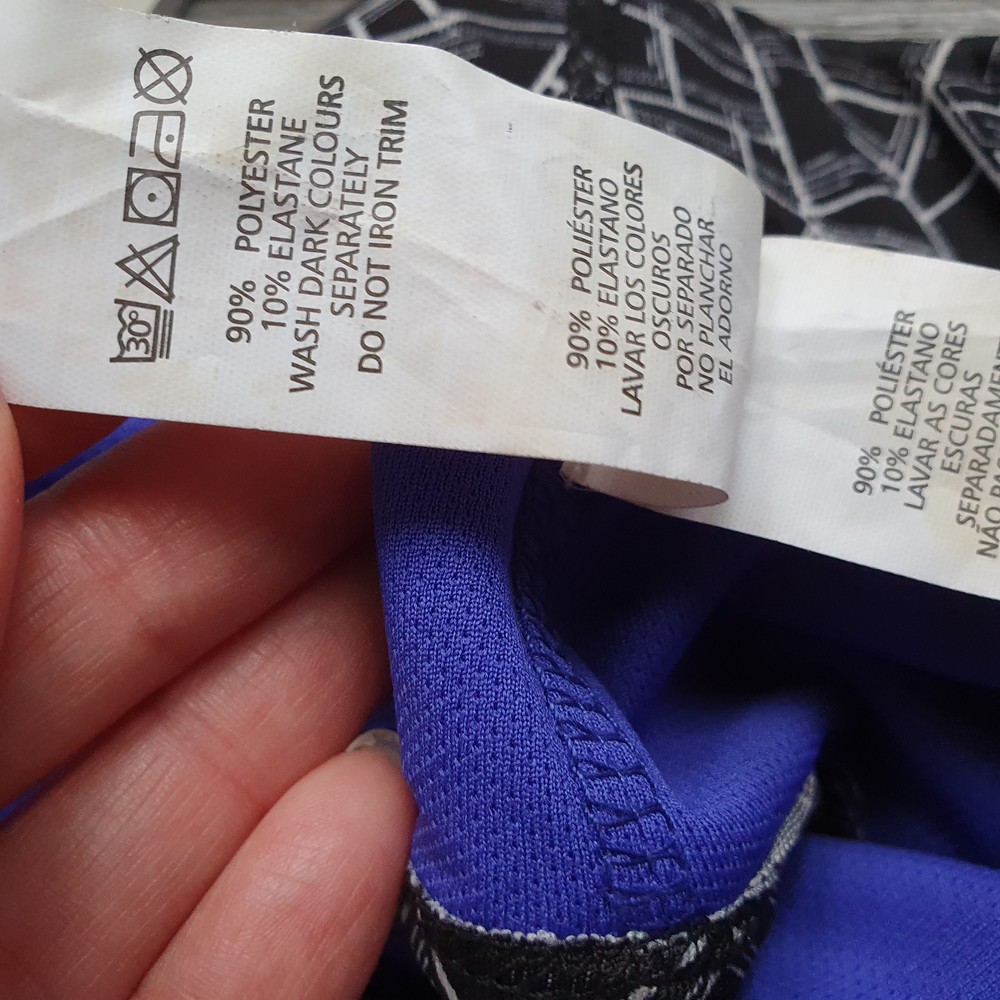 30°
90% POLYESTER
10% ELASTANE
WASH DARK COLOURS
SEPARATELY
DO NOT IRON TRIM
90% POLIÉSTER
10% ELASTANO
LAVAR LOS COLORES
OSCUROS
POR SEPARADO
NO PLANCHAR
EL ADORNO
90% POLIÉSTER
10% ELASTANO
LAVAR AS CORES
ESCURAS
NÃO